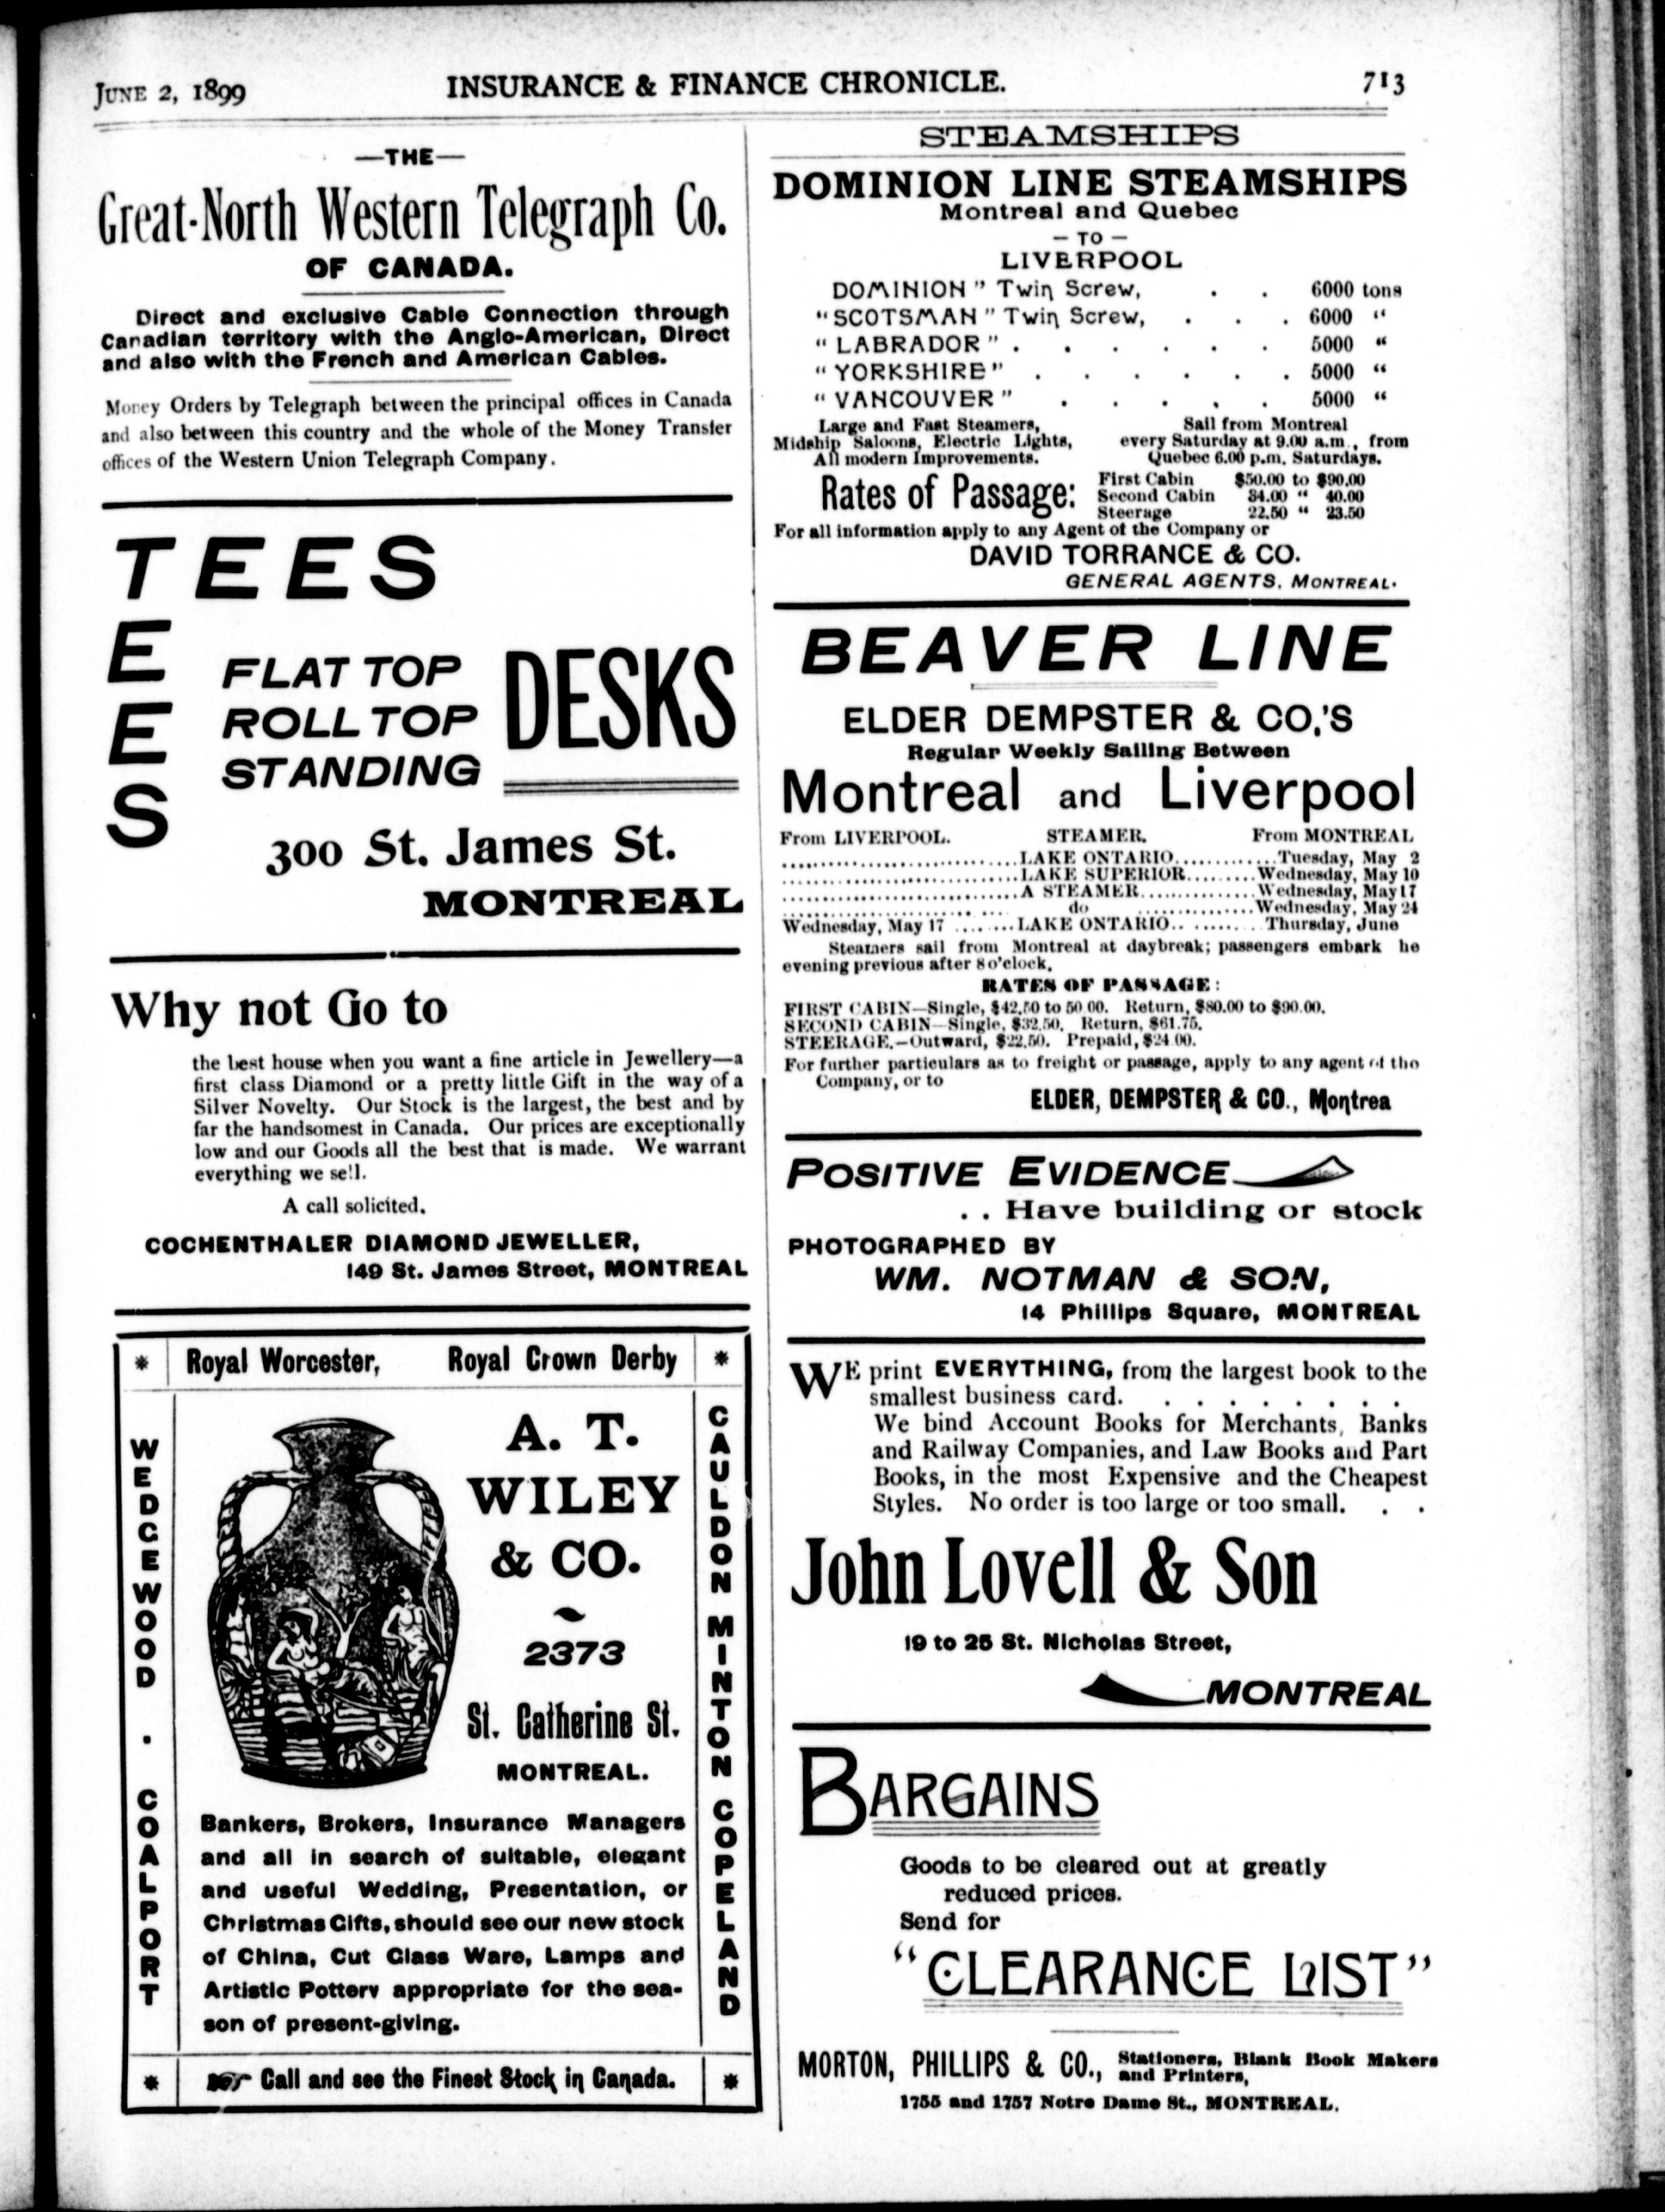 JUNE 2, 1899 INSURANCE & FINANCE CHRONICLE. 713
—THE—
Great-North Western Telegraph Co.
OF CANADA.
Direct and exclusive Cable Connection through
Canadian territory with the Anglo-American, Direct
and also with the French and American Cables.
Money Orders by Telegraph between the principal offices in Canada
and also between this country and the whole of the Money Transfer
offices of the Western Union Telegraph Company.
TEES
E
E
S
FLAT TOP
ROLL TOP
STANDING
DESKS
300 St. James St.
MONTREAL
Why not Go to
the best house when you want a fine article in Jewellery—a
first class Diamond or a pretty little Gift in the way of a
Silver Novelty. Our Stock is the largest, the best and by
far the handsomest in Canada. Our prices are exceptionally
low and our Goods all the best that is made. We warrant
everything we sell.
A call solicited.
COCHENTHALER DIAMOND JEWELLER,
149 St. James Street, MONTREAL
* Royal Worcester, Royal Crown Derby *
WEDGEWOOD . COALPORT
A. T.
WILEY
& CO.
2373
St. Catherine St.
MONTREAL.
Bankers, Brokers, Insurance Managers
and all in search of suitable, elegant
and useful Wedding, Presentation, or
Christmas Gifts, should see our new stock
of China, Cut Glass Ware, Lamps and
Artistic Pottery appropriate for the sea-
son of present-giving.
CAULDON MINTON COPELAND
* ☞ Call and see the Finest Stock in Canada. *
STEAMSHIPS
DOMINION LINE STEAMSHIPS
Montreal and Quebec
— TO —
LIVERPOOL
DOMINION" Twin Screw, . . 6000 tons
"SCOTSMAN" Twin Screw, . . . 6000 "
"LABRADOR" . . . . . . 5000 "
"YORKSHIRE" . . . . . . 5000 "
"VANCOUVER" . . . . . 5000 "
Large and Fast Steamers,
Midship Saloons, Electric Lights,
All modern Improvements.
Sail from Montreal
every Saturday at 9.00 a.m., from
Quebec 6.00 p.m. Saturdays.
Rates of Passage:
First Cabin $50.00 to $90.00
Second Cabin 34.00 " 40.00
Steerage 22.50 " 23.50
For all information apply to any Agent of the Company or
DAVID TORRANCE & CO.
GENERAL AGENTS, MONTREAL.
BEAVER LINE
ELDER DEMPSTER & CO,'S
Regular Weekly Sailing Between
Montreal and Liverpool
From LIVERPOOL. STEAMER. From MONTREAL
............LAKE ONTARIO............Tuesday, May 2
............LAKE SUPERIOR.........Wednesday, May 10
............A STEAMER...............Wednesday, May 17
............ do ...............Wednesday, May 24
Wednesday, May 17 ........LAKE ONTARIO.. .........Thursday, June
Steamers sail from Montreal at daybreak; passengers embark he
evening previous after 8 o'clock.
RATES OF PASSAGE:
FIRST CABIN—Single, $42.50 to 50 00. Return, $80.00 to $90.00.
SECOND CABIN—Single, $32.50. Return, $61.75.
STEERAGE.—Outward, $22.50. Prepaid, $24.00.
For further particulars as to freight or passage, apply to any agent of the
Company, or to
ELDER, DEMPSTER & CO., Montrea
POSITIVE EVIDENCE
. . Have building or stock
PHOTOGRAPHED BY
WM. NOTMAN & SON,
14 Phillips Square, MONTREAL
WE print EVERYTHING, from the largest book to the
smallest business card. . . . . . . .
We bind Account Books for Merchants, Banks
and Railway Companies, and Law Books and Part
Books, in the most Expensive and the Cheapest
Styles. No order is too large or too small. . .
John Lovell & Son
19 to 25 St. Nicholas Street,
MONTREAL
BARGAINS
Goods to be cleared out at greatly
reduced prices.
Send for
"CLEARANCE LIST"
MORTON, PHILLIPS & CO., Stationers, Blank Book Makers
and Printers,
1755 and 1757 Notre Dame St., MONTREAL.